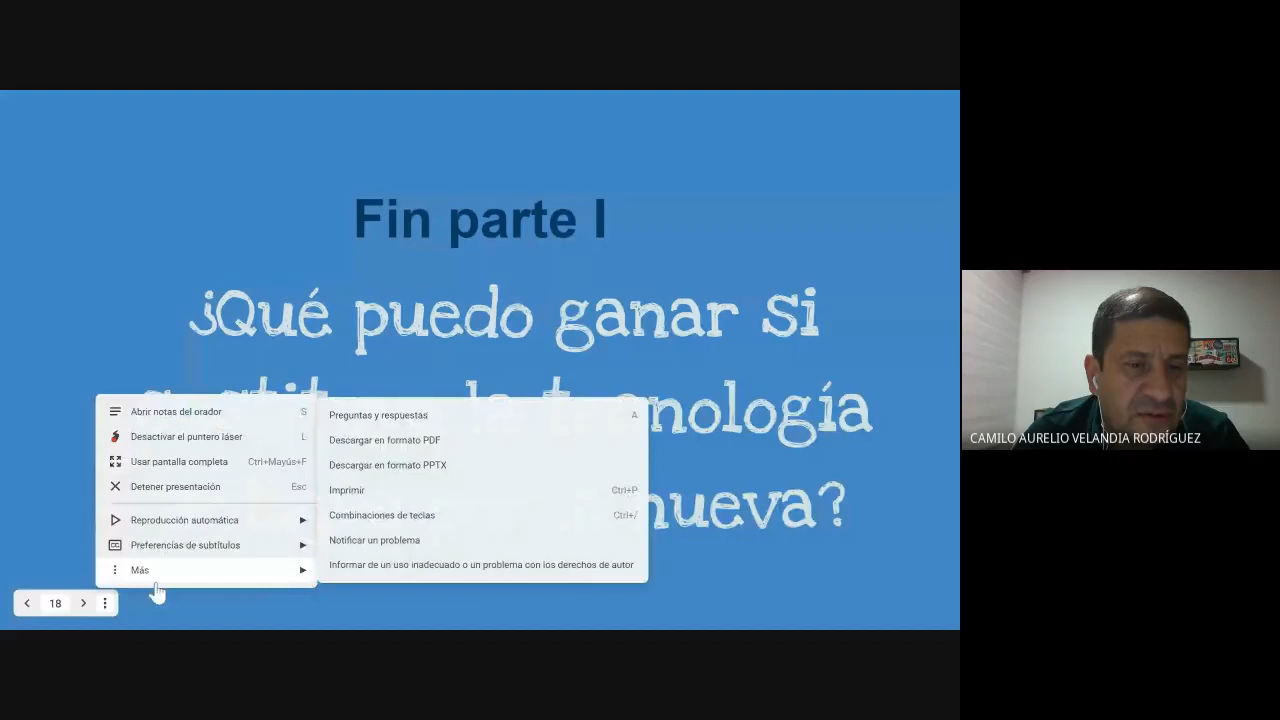 Fin parte I
¿Qué puedo ganar si
la tecnología
nueva?
Abrir notas del orador S
Desactivar el puntero láser L
Usar pantalla completa Ctrl+Mayús+F
Detener presentación Esc
Reproducción automática
Preferencias de subtítulos
Más
Preguntas y respuestas A
Descargar en formato PDF
Descargar en formato PPTX
Imprimir Ctrl+P
Combinaciones de teclas Ctrl+/
Notificar un problema
Informar de un uso inadecuado o un problema con los derechos de autor
18
CAMILO AURELIO VELANDIA RODRÍGUEZ